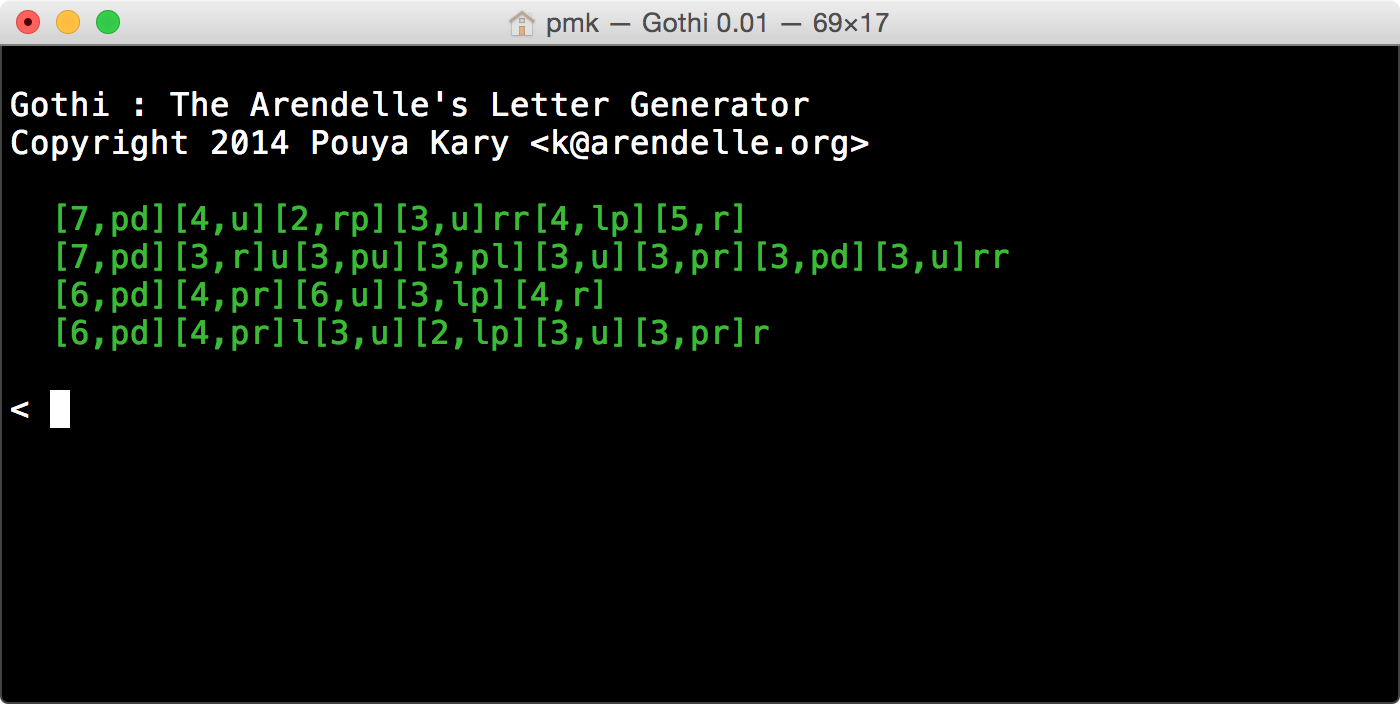 pmk — Gothi 0.01 — 69×17
Gothi : The Arendelle's Letter Generator
Copyright 2014 Pouya Kary <k@arendelle.org>
[7,pd][4,u][2,rp][3,u]rr[4,lp][5,r]
[7,pd][3,r]u[3,pu][3,pl][3,u][3,pr][3,pd][3,u]rr
[6,pd][4,pr][6,u][3,lp][4,r]
[6,pd][4,pr]l[3,u][2,lp][3,u][3,pr]r
<